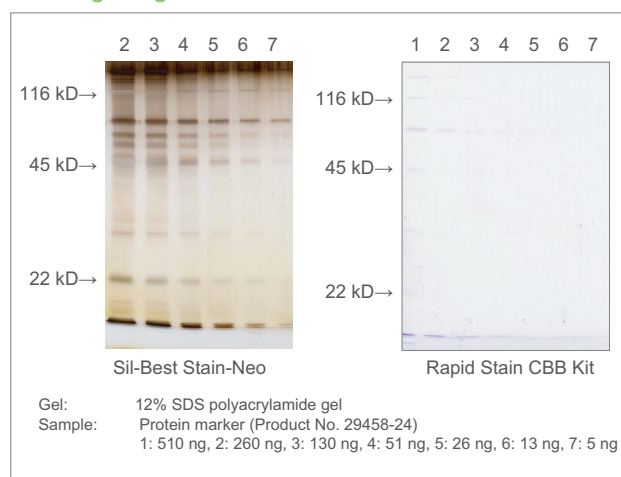 2 3 4 5 6 7
1 2 3 4 5 6 7
116 kD→
116 kD→
45 kD→
45 kD→
22 kD→
22 kD→
Sil-Best Stain-Neo
Rapid Stain CBB Kit
Gel: 12% SDS polyacrylamide gel
Sample: Protein marker (Product No. 29458-24)
1: 510 ng, 2: 260 ng, 3: 130 ng, 4: 51 ng, 5: 26 ng, 6: 13 ng, 7: 5 ng